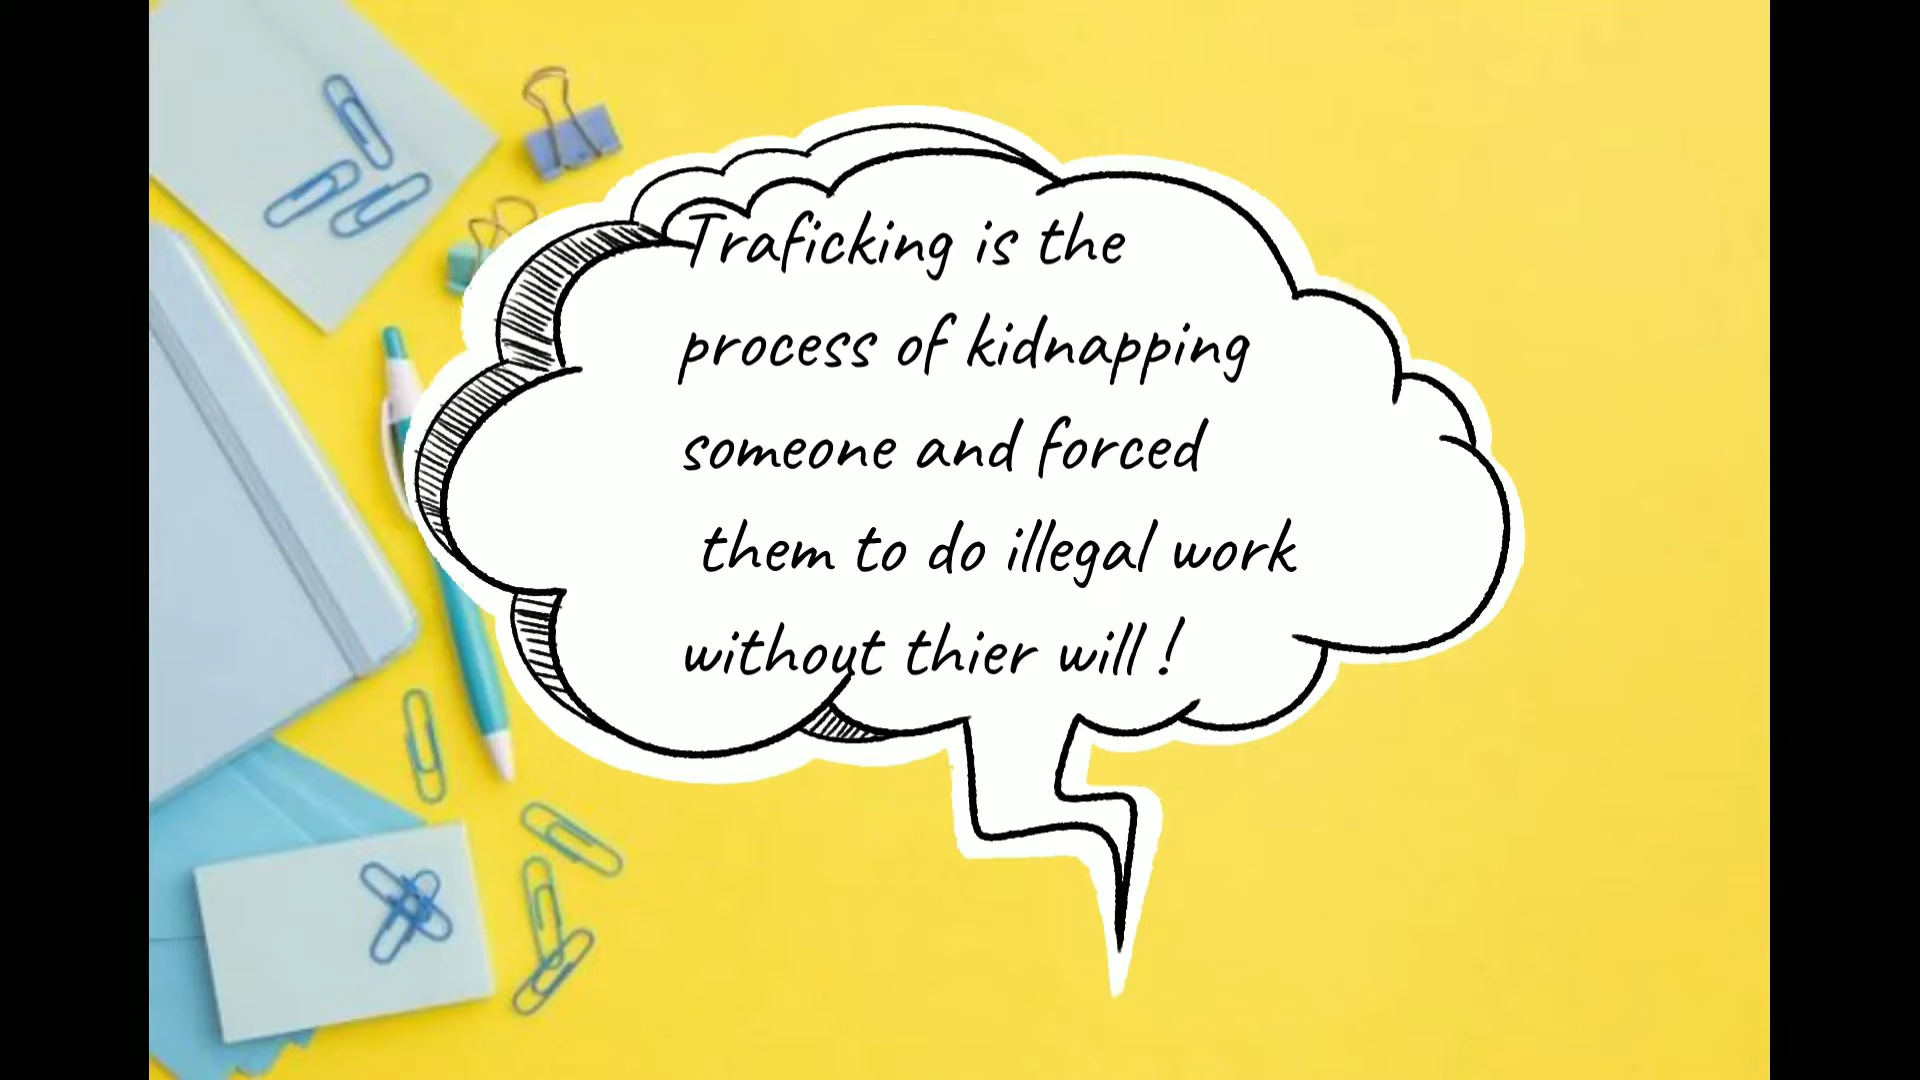 Traficking is the
process of kidnapping
someone and forced
them to do illegal work
without thier will !